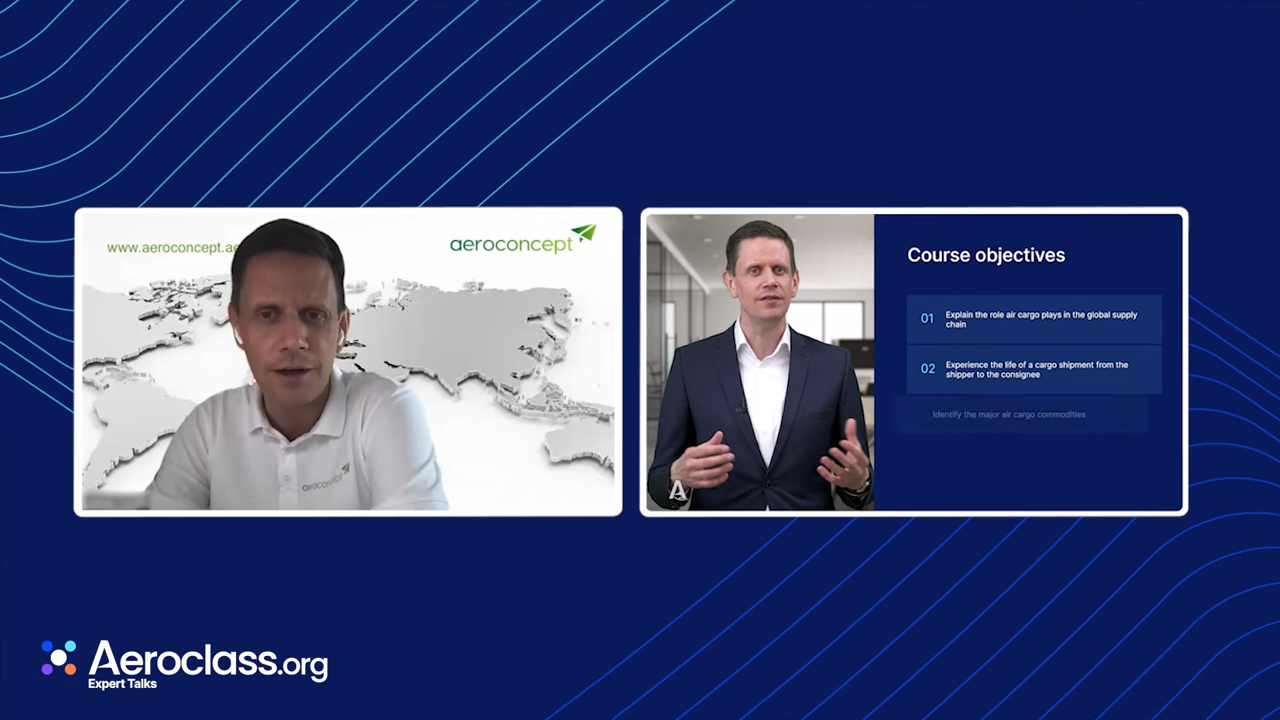 www.aeroconcept.ae
aeroconcept
aeroconcept
A
Course objectives
01
Explain the role air cargo plays in the global supply
chain
02
Experience the life of a cargo shipment from the
shipper to the consignee
Identify the major air cargo commodities
Aeroclass.org
Expert Talks